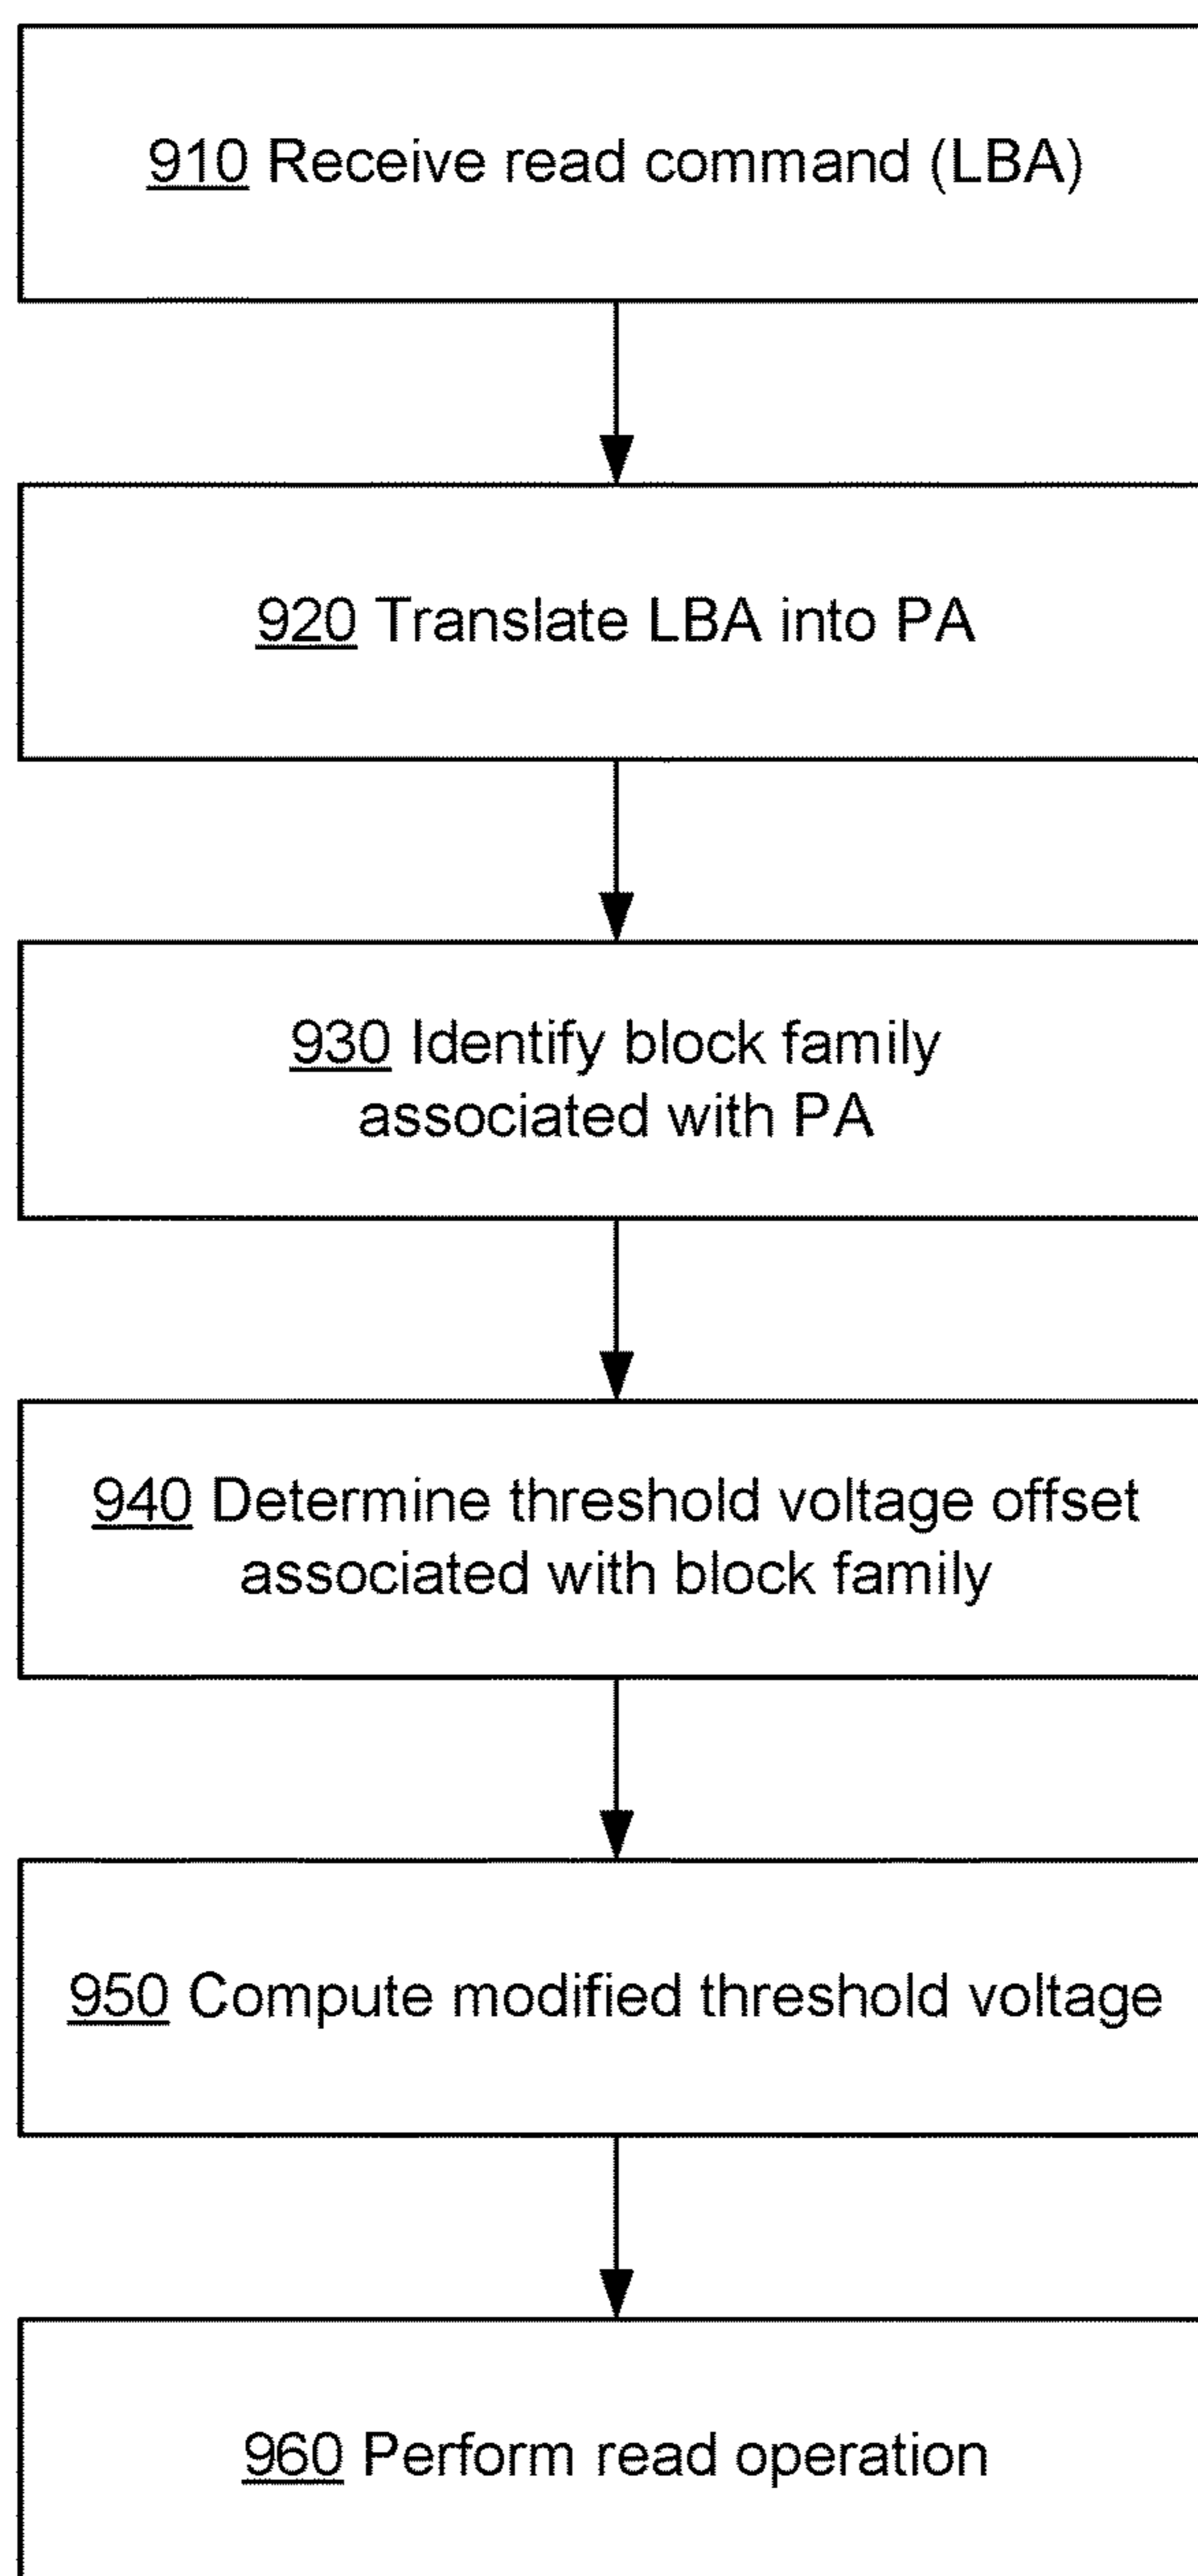 910 Receive read command (LBA)
920 Translate LBA into PA
930 Identify block family
associated with PA
940 Determine threshold voltage offset
associated with block family
950 Compute modified threshold voltage
960 Perform read operation